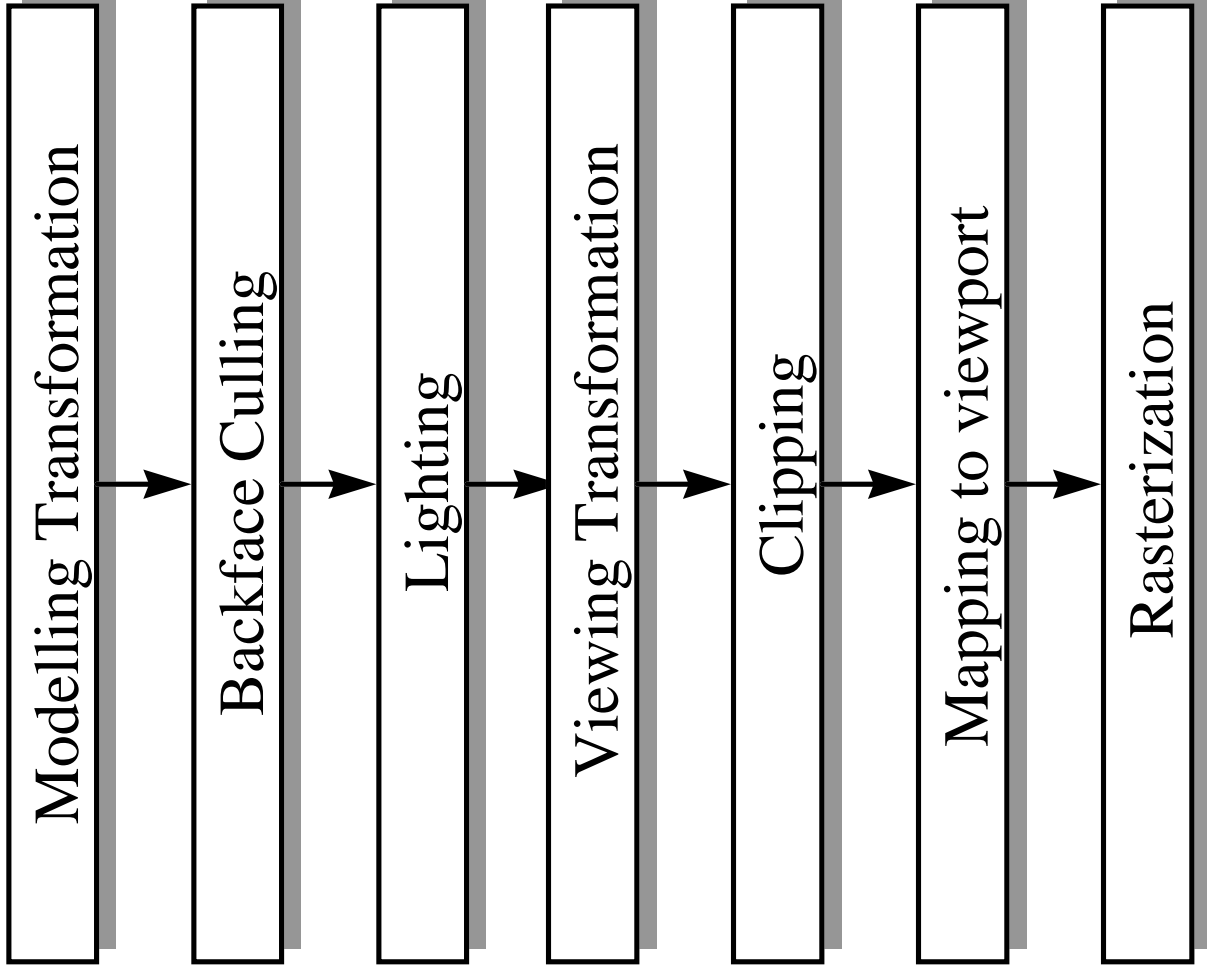 Modelling Transformation
Backface Culling
Lighting
Viewing Transformation
Clipping
Mapping to viewport
Rasterization